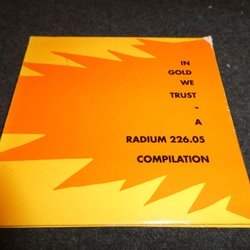 IN
GOLD
WE
TRUST
-
A
RADIUM 226.05
COMPILATION